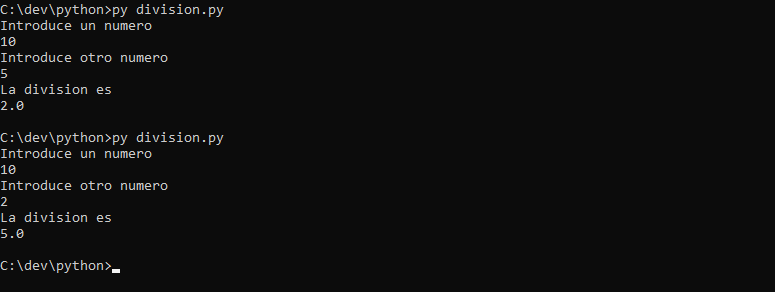 C:\dev\python>py division.py
Introduce un numero
10
Introduce otro numero
5
La division es
2.0
C:\dev\python>py division.py
Introduce un numero
10
Introduce otro numero
2
La division es
5.0
C:\dev\python>